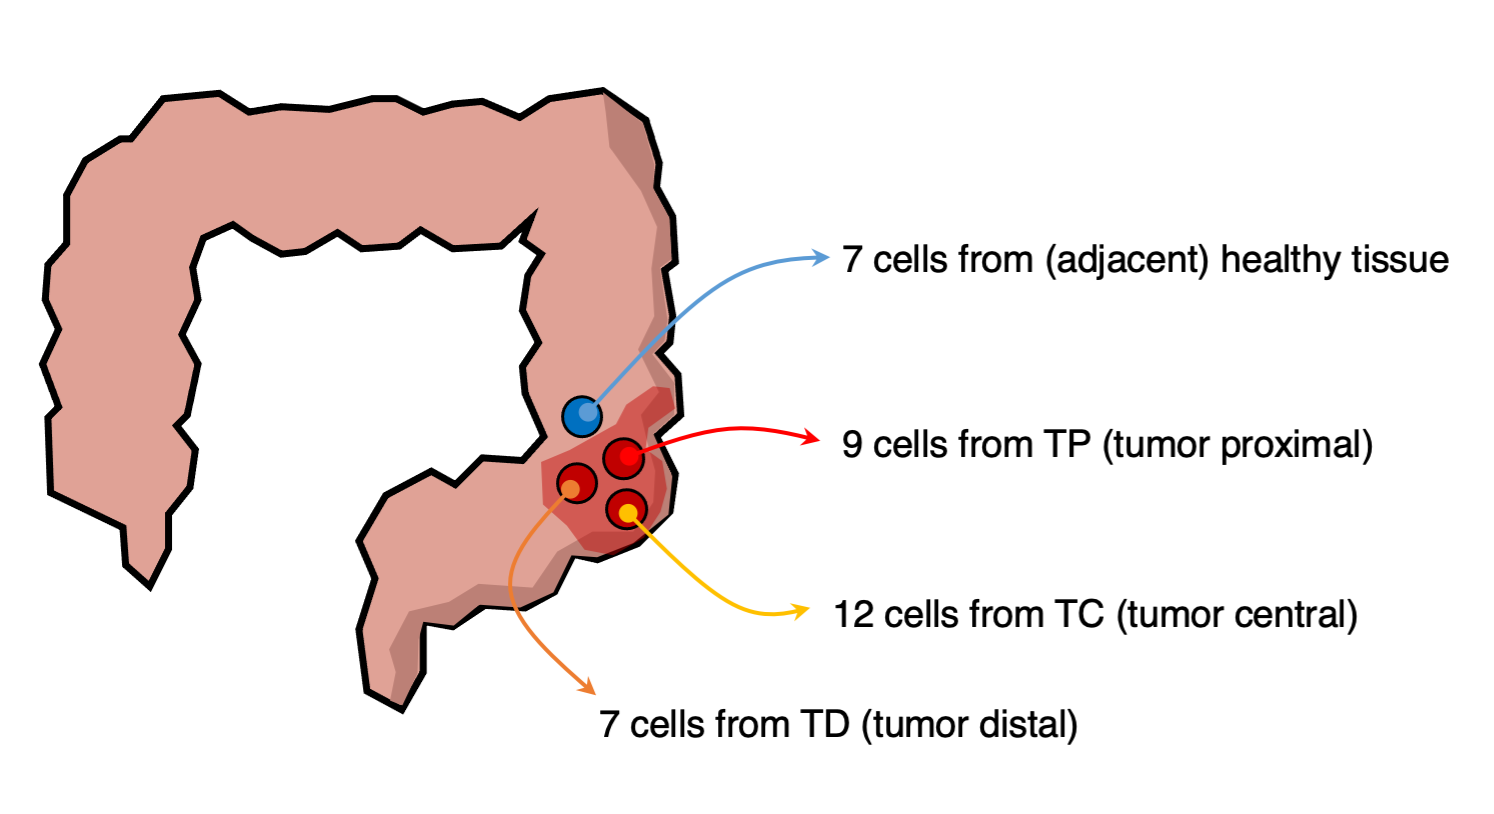 7 cells from (adjacent) healthy tissue
9 cells from TP (tumor proximal)
12 cells from TC (tumor central)
7 cells from TD (tumor distal)